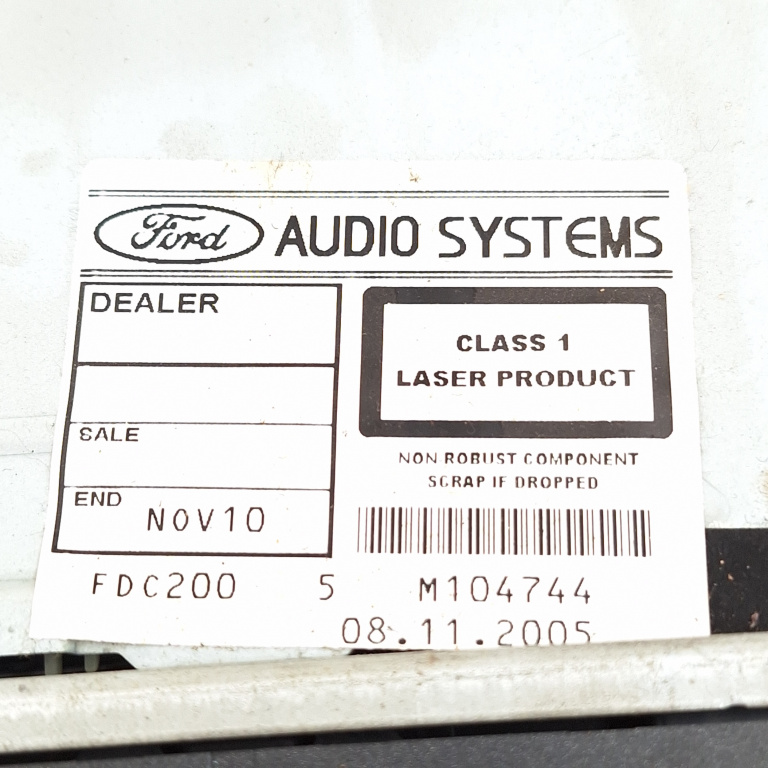 Ford AUDIO SYSTEMS
DEALER
SALE
END NOV10
CLASS 1
LASER PRODUCT
NON ROBUST COMPONENT
SCRAP IF DROPPED
FDC200 5 M104744
08.11.2005